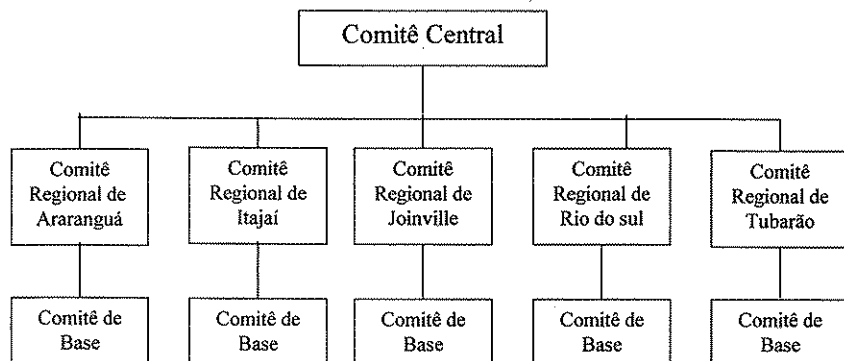 Comitê Central
Comitê
Regional de
Araranguá
Comitê
Regional de
Itajaí
Comitê
Regional de
Joinville
Comitê
Regional de
Rio do sul
Comitê
Regional de
Tubarão
Comitê de
Base
Comitê de
Base
Comitê de
Base
Comitê de
Base
Comitê de
Base